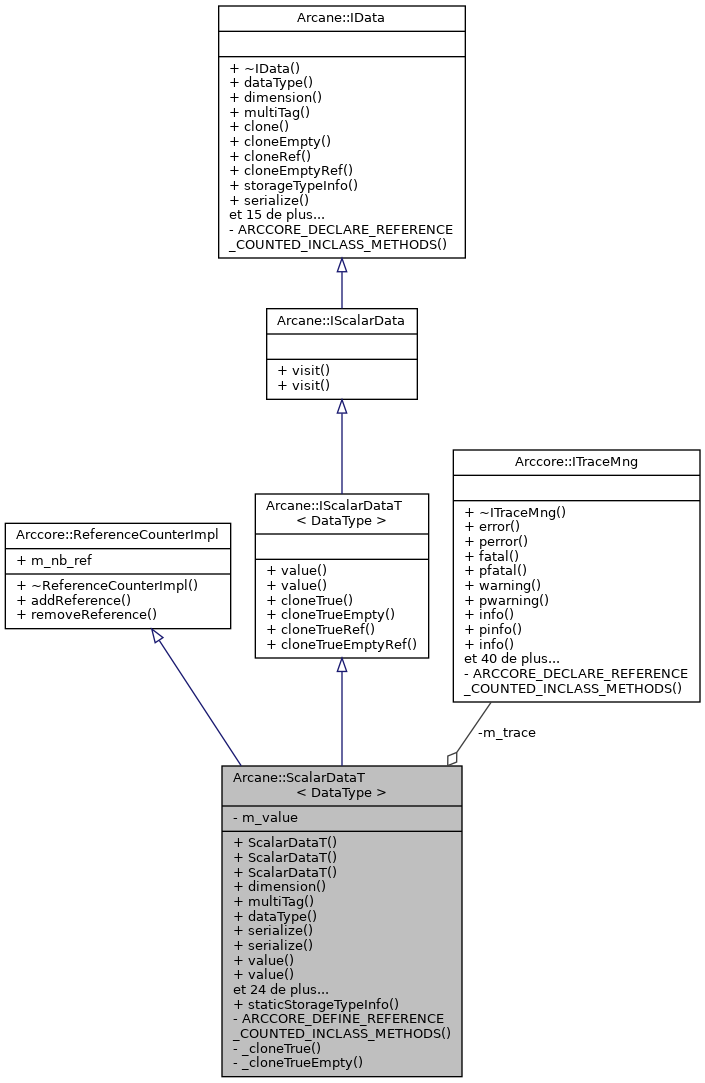 Arcane::IData
+ ~IData()
+ dataType()
+ dimension()
+ multiTag()
+ clone()
+ cloneEmpty()
+ cloneRef()
+ cloneEmptyRef()
+ storageTypeInfo()
+ serialize()
et 15 de plus...
- ARCCORE_DECLARE_REFERENCE
_COUNTED_INCLASS_METHODS()
Arcane::IScalarData
+ visit()
+ visit()
Arccore::ReferenceCounterImpl
+ m_nb_ref
+ ~ReferenceCounterImpl()
+ addReference()
+ removeReference()
Arcane::IScalarDataT
< DataType >
+ value()
+ value()
+ cloneTrue()
+ cloneTrueEmpty()
+ cloneTrueRef()
+ cloneTrueEmptyRef()
Arccore::ITraceMng
+ ~ITraceMng()
+ error()
+ perror()
+ fatal()
+ pfatal()
+ warning()
+ pwarning()
+ info()
+ pinfo()
+ info()
et 40 de plus...
- ARCCORE_DECLARE_REFERENCE
_COUNTED_INCLASS_METHODS()
-m_trace
Arcane::ScalarDataT
< DataType >
- m_value
+ ScalarDataT()
+ ScalarDataT()
+ ScalarDataT()
+ dimension()
+ multiTag()
+ dataType()
+ serialize()
+ serialize()
+ value()
+ value()
et 24 de plus...
+ staticStorageTypeInfo()
- ARCCORE_DEFINE_REFERENCE
_COUNTED_INCLASS_METHODS()
- _cloneTrue()
- _cloneTrueEmpty()